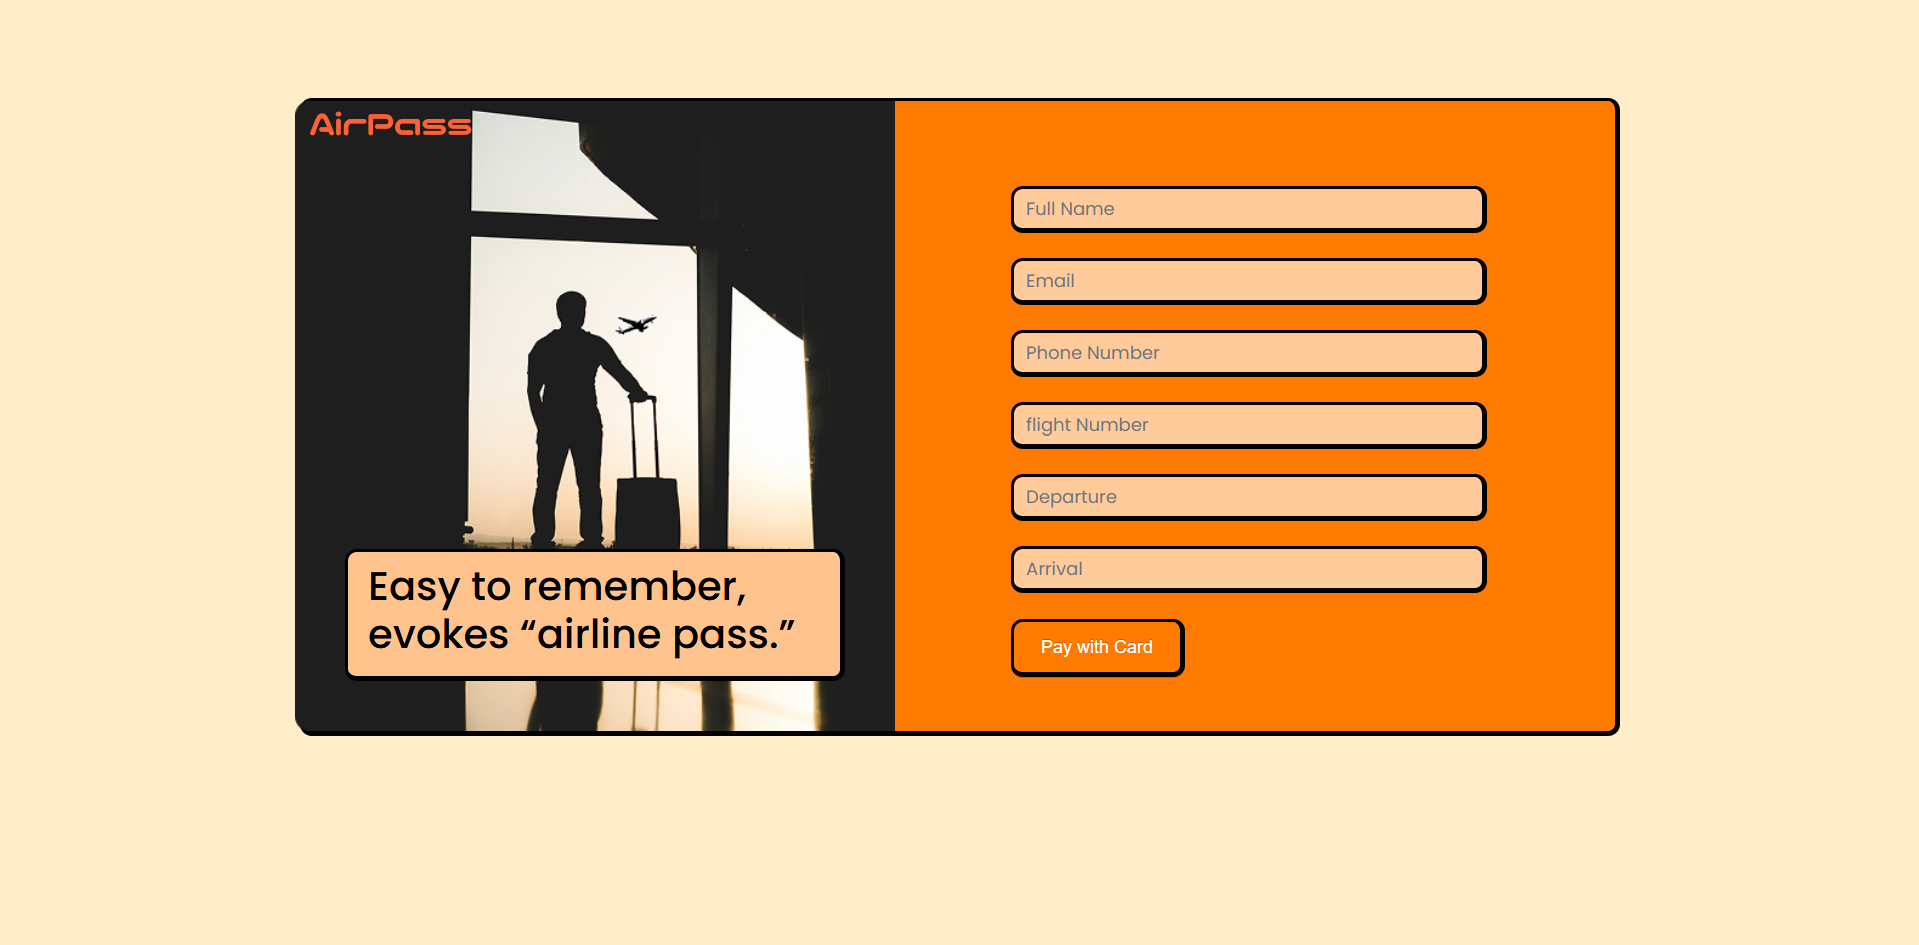 AirPass
Easy to remember,
evokes “airline pass.”
Full Name
Email
Phone Number
flight Number
Departure
Arrival
Pay with Card